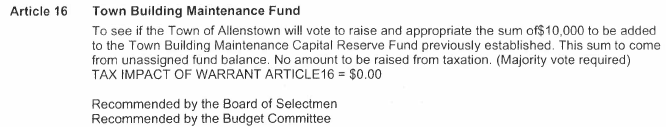 Article 16 Town Building Maintenance Fund
To see if the Town of Allenstown will vote to raise and appropriate the sum of$10,000 to be added
to the Town Building Maintenance Capital Reserve Fund previously established. This sum to come
from unassigned fund balance. No amount to be raised from taxation. (Majority vote required)
TAX IMPACT OF WARRANT ARTICLE16 = $0.00
Recommended by the Board of Selectmen
Recommended by the Budget Committee